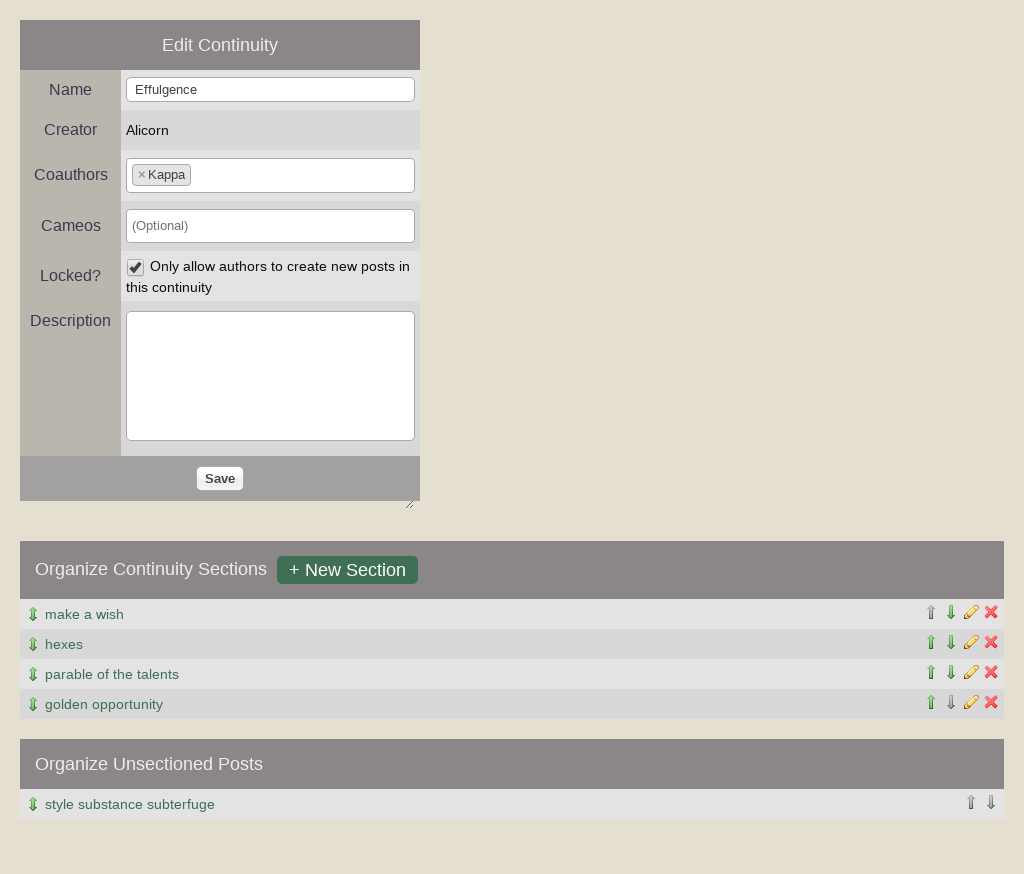 Edit Continuity
Name
Effulgence
Creator
Alicorn
Coauthors
×Kappa
Cameos
(Optional)
Locked?
Only allow authors to create new posts in
this continuity
Description
Save
Organize Continuity Sections
+ New Section
make a wish
hexes
parable of the talents
golden opportunity
Organize Unsectioned Posts
style substance subterfuge